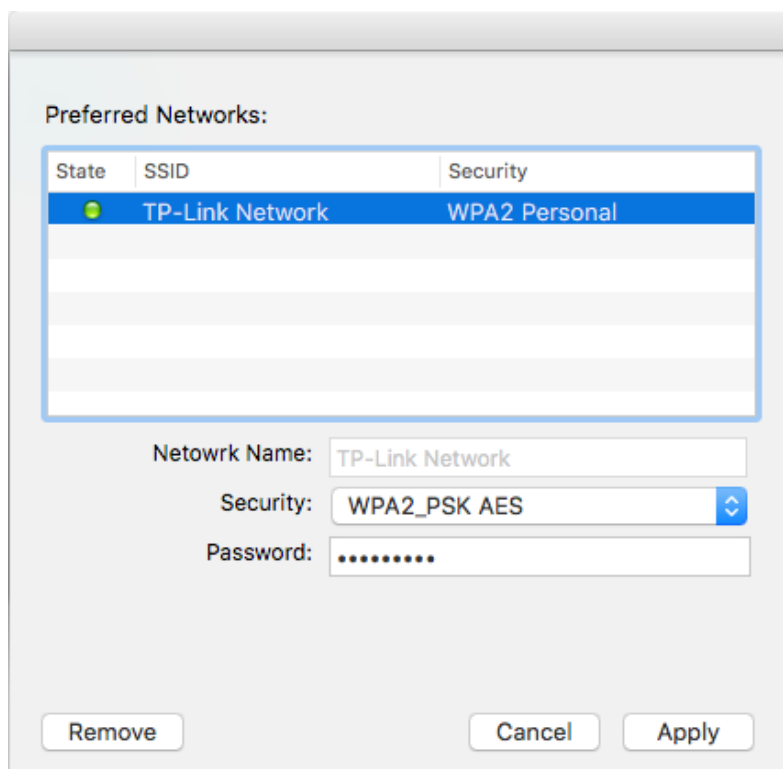 Preferred Networks:
State SSID Security
TP-Link Network WPA2 Personal
Netowrk Name: TP-Link Network
Security: WPA2_PSK AES
Password: •••••••••
Remove Cancel Apply